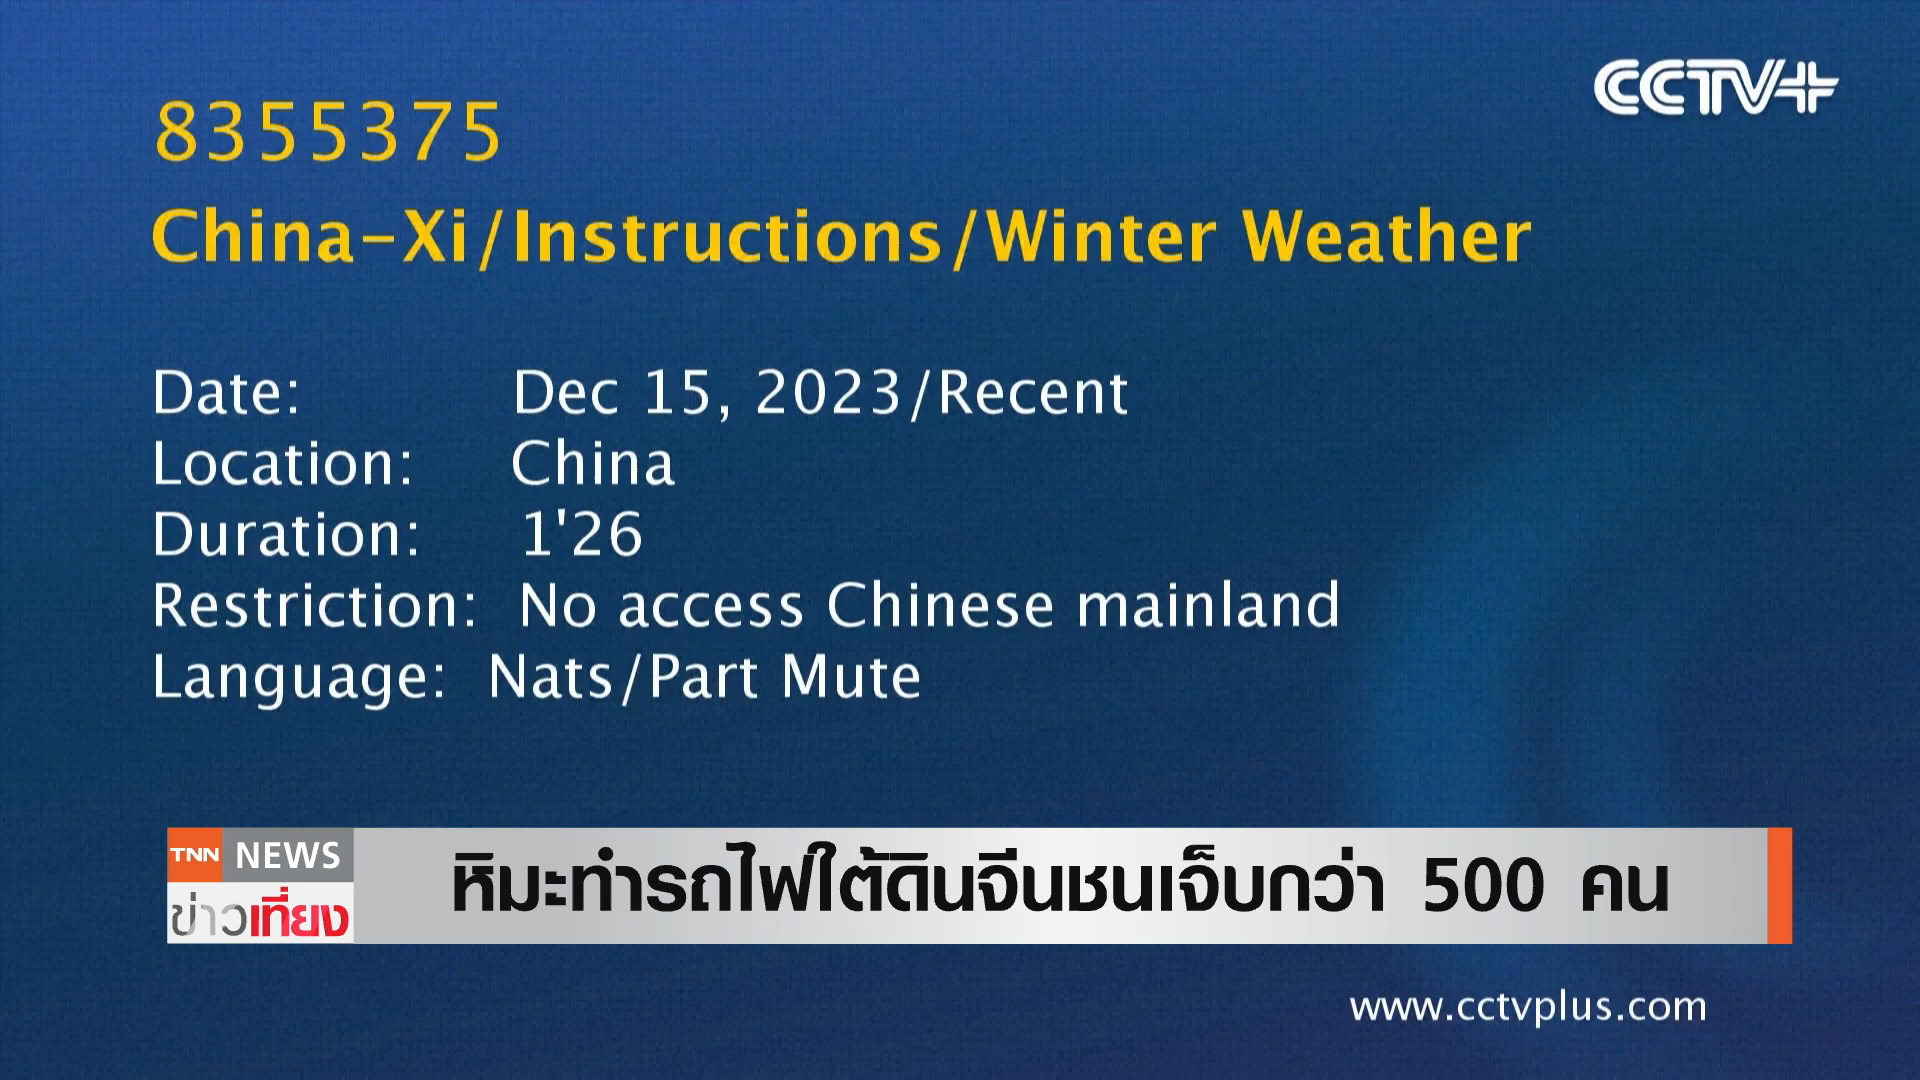 CCTV+
8355375
China-Xi/Instructions/Winter Weather
Date: Dec 15, 2023/Recent
Location: China
Duration: 1'26
Restriction: No access Chinese mainland
Language: Nats/Part Mute
TNN NEWS
ข่าวเที่ยง
หิมะทำรถไฟใต้ดินจีนชนเจ็บกว่า 500 คน
www.cctvplus.com